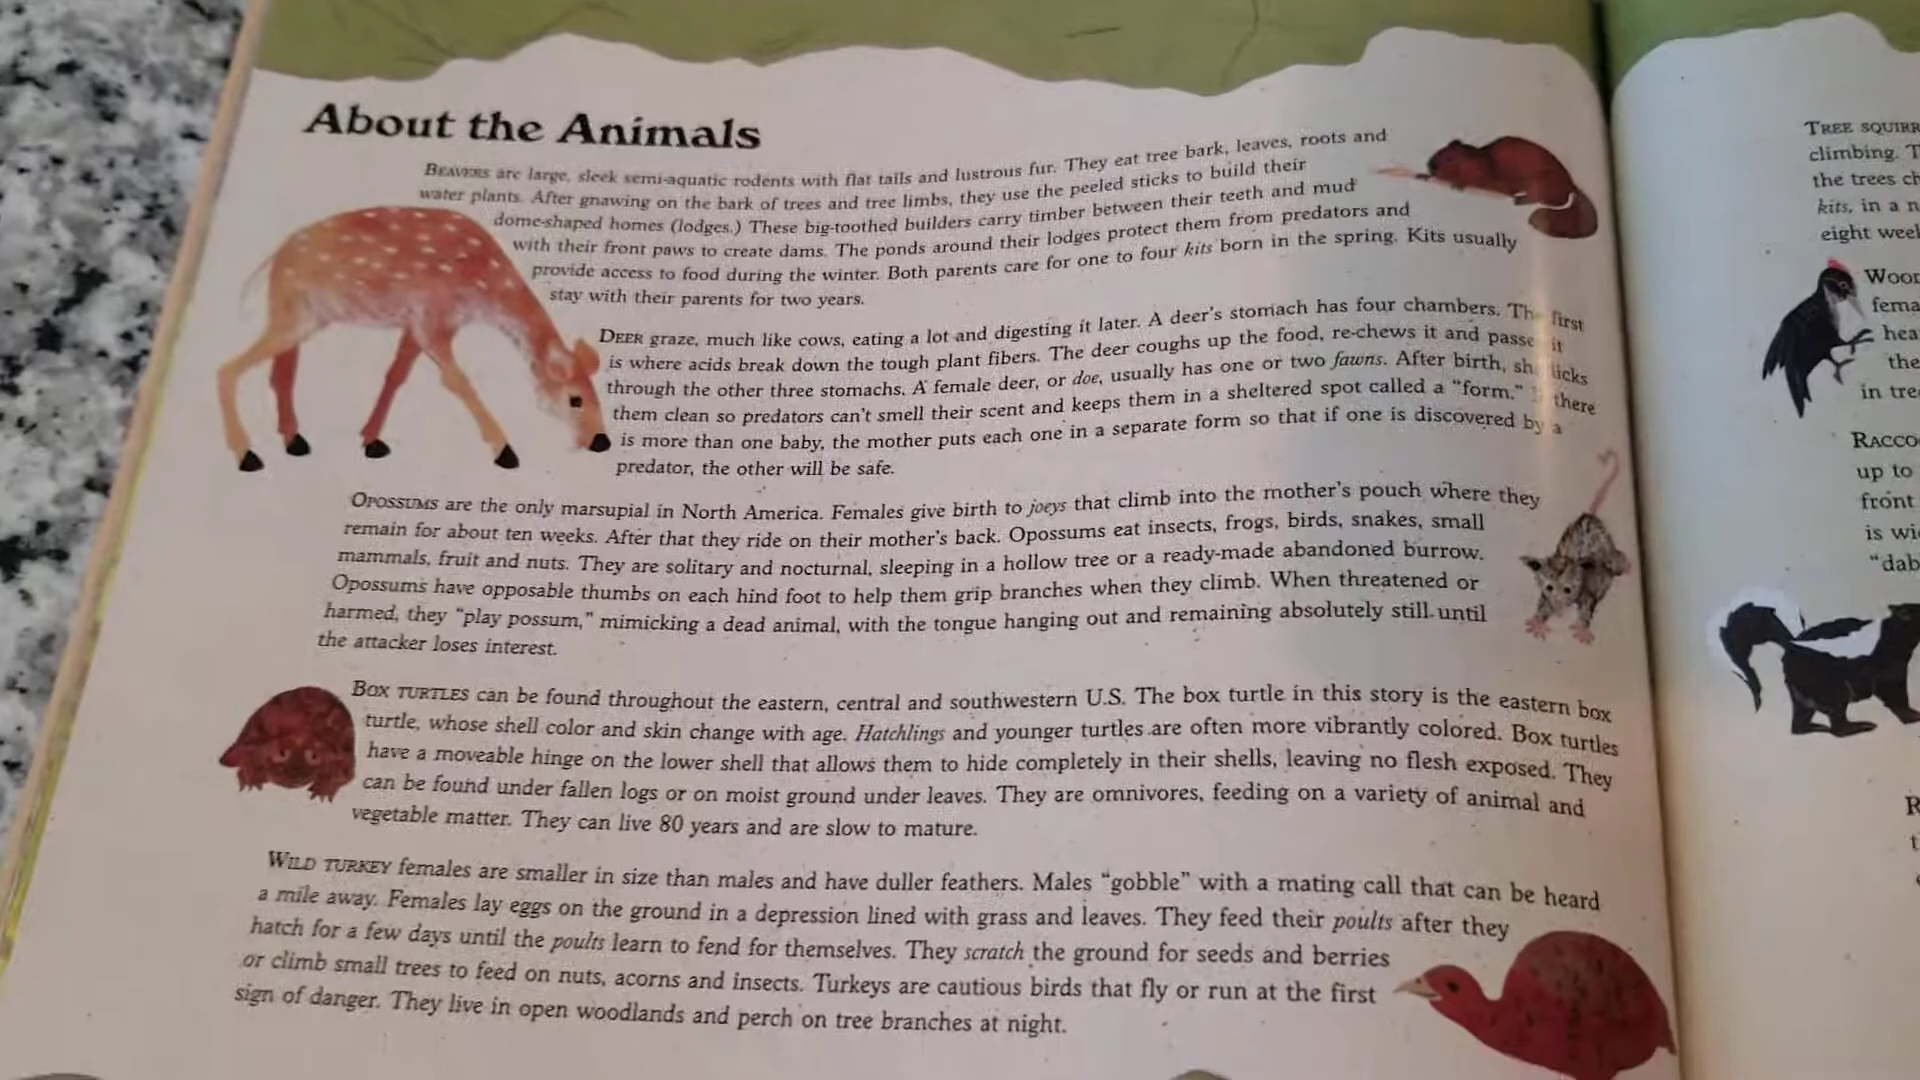 About the Animals
BEAVERS are large, sleek semi-aquatic rodents with flat tails and lustrous fur. They eat tree bark, leaves, roots and
water plants. After gnawing on the bark of trees and tree limbs, they use the peeled sticks to build their
dome-shaped homes (lodges.) These big-toothed builders carry timber between their teeth and mud
with their front paws to create dams. The ponds around their lodges protect them from predators and
provide access to food during the winter. Both parents care for one to four kits born in the spring. Kits usually
stay with their parents for two years.
DEER graze, much like cows, eating a lot and digesting it later. A deer's stomach has four chambers. The first
is where acids break down the tough plant fibers. The deer coughs up the food, re-chews it and passe it
through the other three stomachs. A female deer, or doe, usually has one or two fawns. After birth, sh licks
them clean so predators can't smell their scent and keeps them in a sheltered spot called a "form." there
is more than one baby, the mother puts each one in a separate form so that if one is discovered by a
predator, the other will be safe.
OPOSSUMS are the only marsupial in North America. Females give birth to joeys that climb into the mother's pouch where they
remain for about ten weeks. After that they ride on their mother's back. Opossums eat insects, frogs, birds, snakes, small
mammals, fruit and nuts. They are solitary and nocturnal, sleeping in a hollow tree or a ready-made abandoned burrow.
Opossums have opposable thumbs on each hind foot to help them grip branches when they climb. When threatened or
harmed, they "play possum," mimicking a dead animal, with the tongue hanging out and remaining absolutely still until
the attacker loses interest.
BOX TURTLES can be found throughout the eastern, central and southwestern U.S. The box turtle in this story is the eastern box
turtle, whose shell color and skin change with age. Hatchlings and younger turtles are often more vibrantly colored. Box turtles
have a moveable hinge on the lower shell that allows them to hide completely in their shells, leaving no flesh exposed. They
can be found under fallen logs or on moist ground under leaves. They are omnivores, feeding on a variety of animal and
vegetable matter. They can live 80 years and are slow to mature.
WILD TURKEY females are smaller in size than males and have duller feathers. Males "gobble" with a mating call that can be heard
a mile away. Females lay eggs on the ground in a depression lined with grass and leaves. They feed their poults after they
hatch for a few days until the poults learn to fend for themselves. They scratch the ground for seeds and berries
or climb small trees to feed on nuts, acorns and insects. Turkeys are cautious birds that fly or run at the first
sign of danger. They live in open woodlands and perch on tree branches at night.
TREE SQUIRR
climbing. T
the trees ch
kits, in a n
eight week
WOOD
fema
hea
the
in tree
RACCO
up to
front
is wi
"dab
R
t